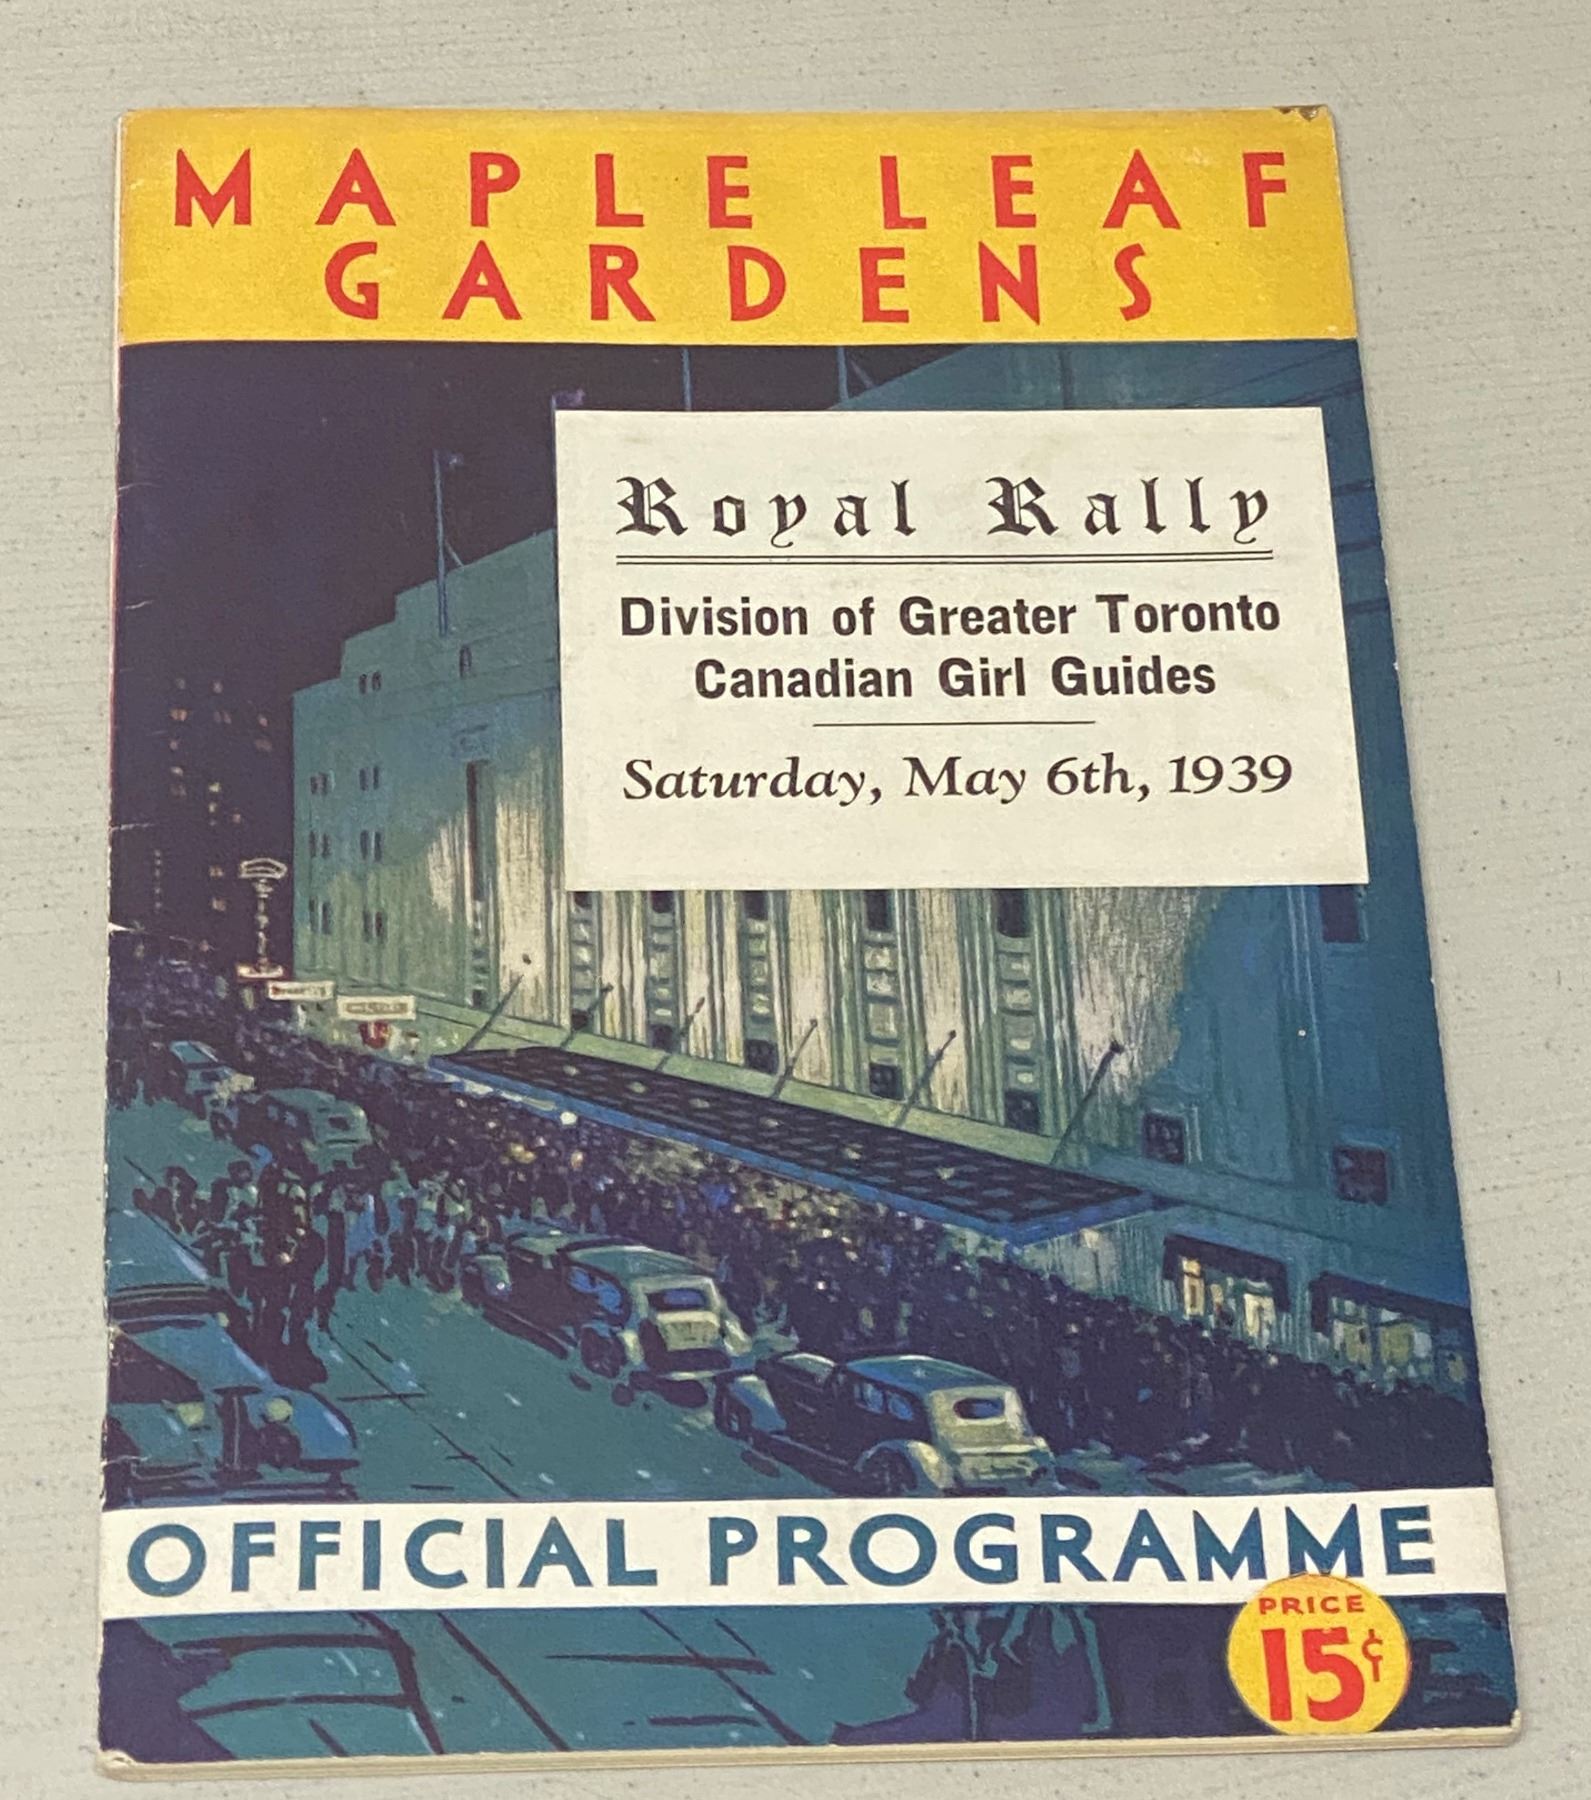 MAPLE LEAF
GARDENS
Royal Rally
Division of Greater Toronto
Canadian Girl Guides
Saturday, May 6th, 1939
OFFICIAL PROGRAMME
PRICE
15¢